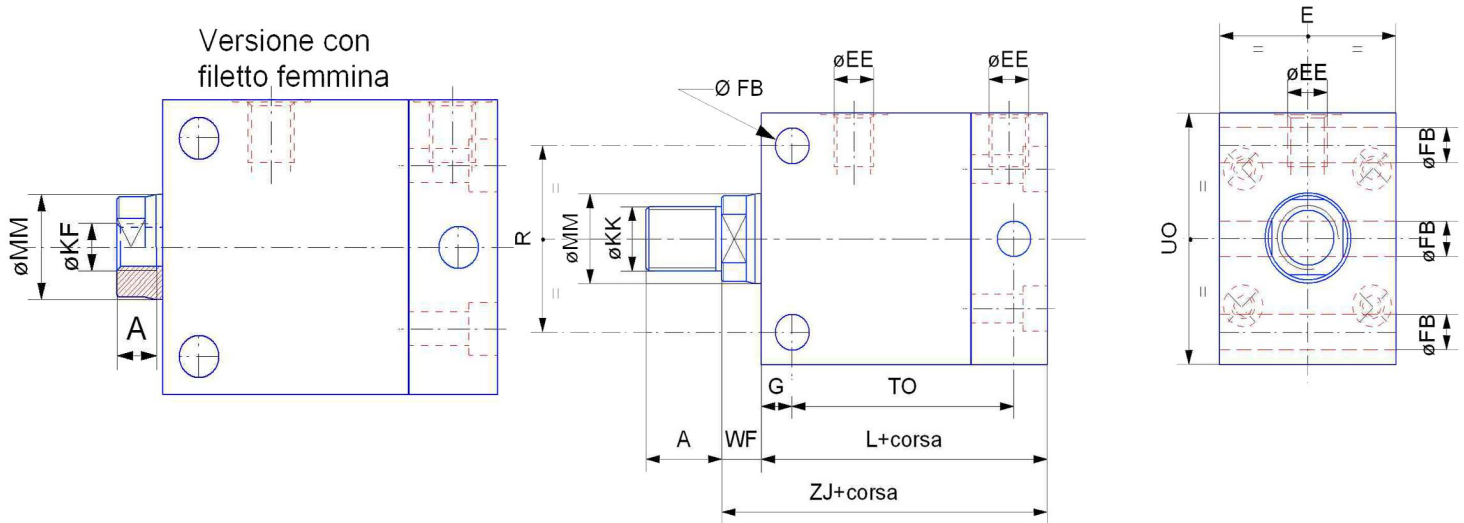 Versione con
filetto femmina
øMM
øKF
A
Ø FB
øEE
øEE
R
=
=
øMM
øKK
G
TO
A
WF
L+corsa
ZJ+corsa
E
=
=
øEE
UO
=
=
øFB
øFB
øFB